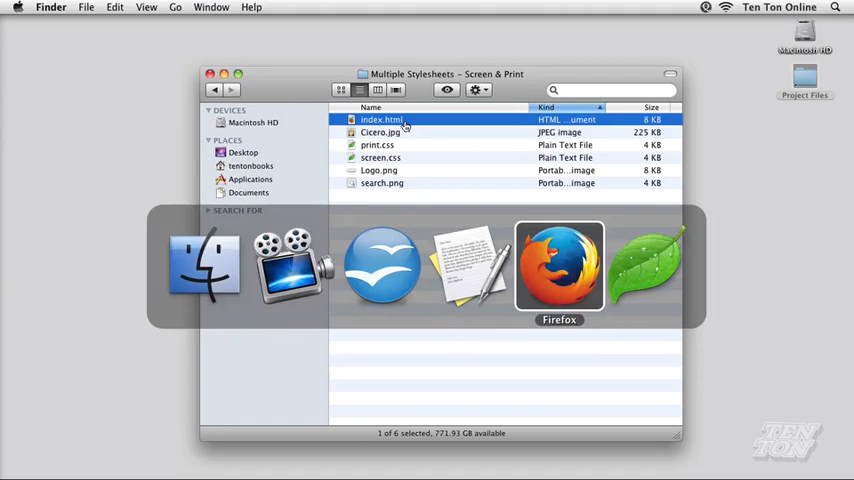 Finder File Edit View Go Window Help Ten Ton Online
Macintosh HD
Project Files
Multiple Stylesheets – Screen & Print
Name Kind Size
DEVICES
Macintosh HD
PLACES
Desktop
tentonbooks
Applications
Documents
SEARCH FOR
index.html HTML ...ument 8 KB
Cicero.jpg JPEG image 225 KB
print.css Plain Text File 4 KB
screen.css Plain Text File 4 KB
Logo.png Portab...image 8 KB
search.png Portab...image 4 KB
Firefox
1 of 6 selected, 771.93 GB available
TEN
TON